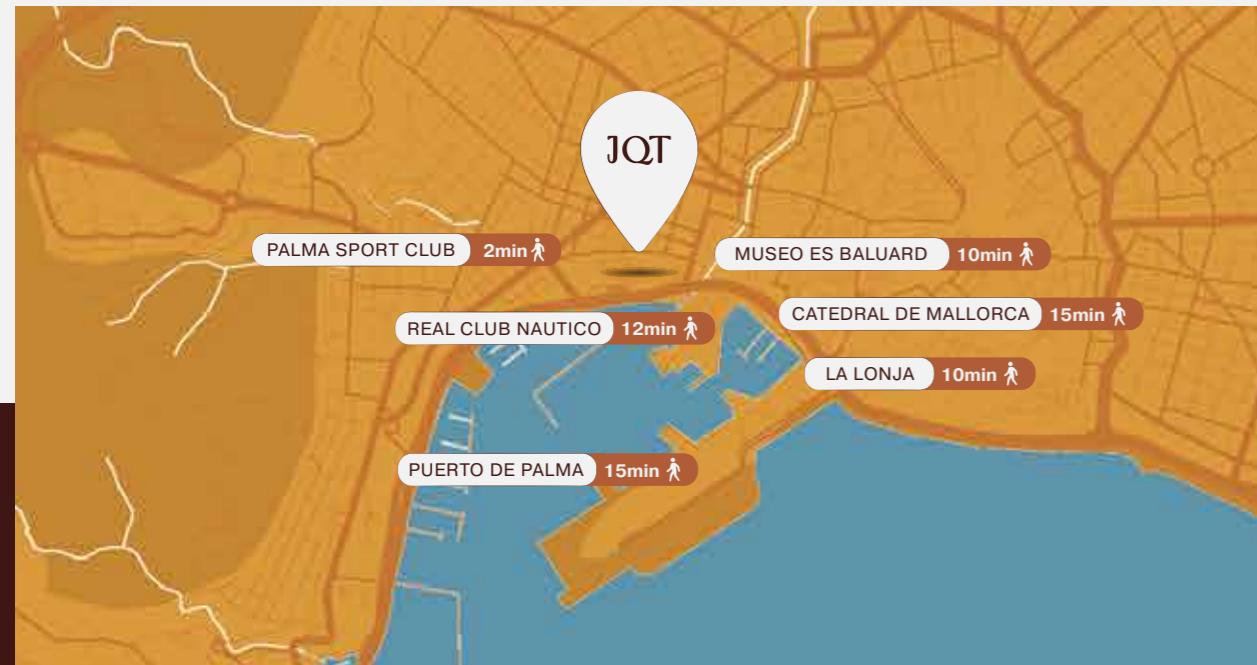 JQT
PALMA SPORT CLUB 2min
MUSEO ES BALUARD 10min
REAL CLUB NAUTICO 12min
CATEDRAL DE MALLORCA 15min
LA LONJA 10min
PUERTO DE PALMA 15min